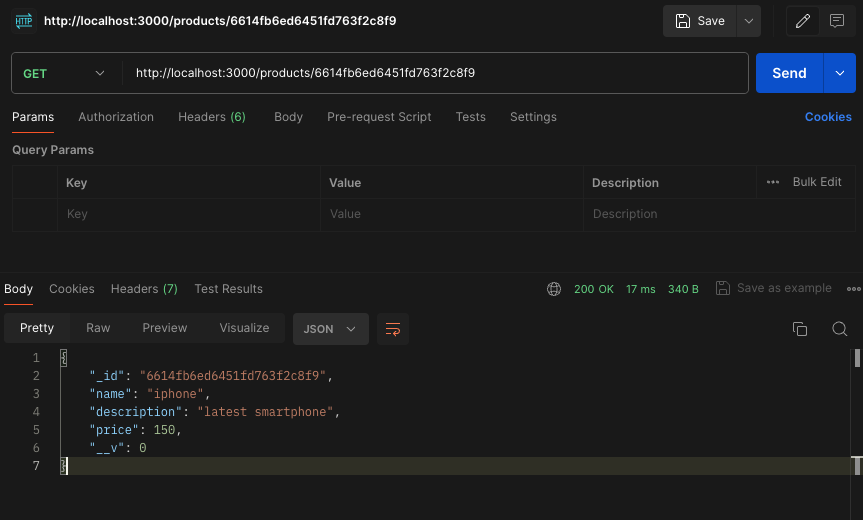 HTTP http://localhost:3000/products/6614fb6ed6451fd763f2c8f9 Save
GET http://localhost:3000/products/6614fb6ed6451fd763f2c8f9 Send
Params Authorization Headers (6) Body Pre-request Script Tests Settings Cookies
Query Params
Key Value Description ••• Bulk Edit
Key Value Description
Body Cookies Headers (7) Test Results 200 OK 17 ms 340 B Save as example •••
Pretty Raw Preview Visualize JSON
1 {
2 "_id": "6614fb6ed6451fd763f2c8f9",
3 "name": "iphone",
4 "description": "latest smartphone",
5 "price": 150,
6 "__v": 0
7 }